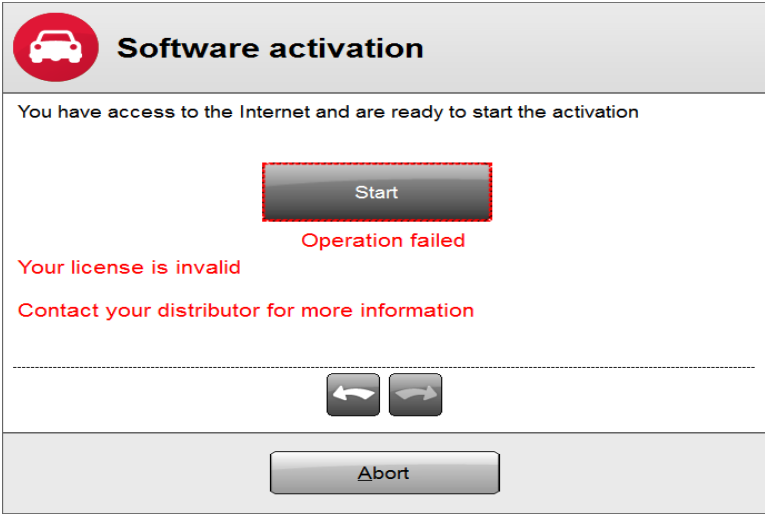 Software activation
You have access to the Internet and are ready to start the activation
Start
Operation failed
Your license is invalid
Contact your distributor for more information
Abort